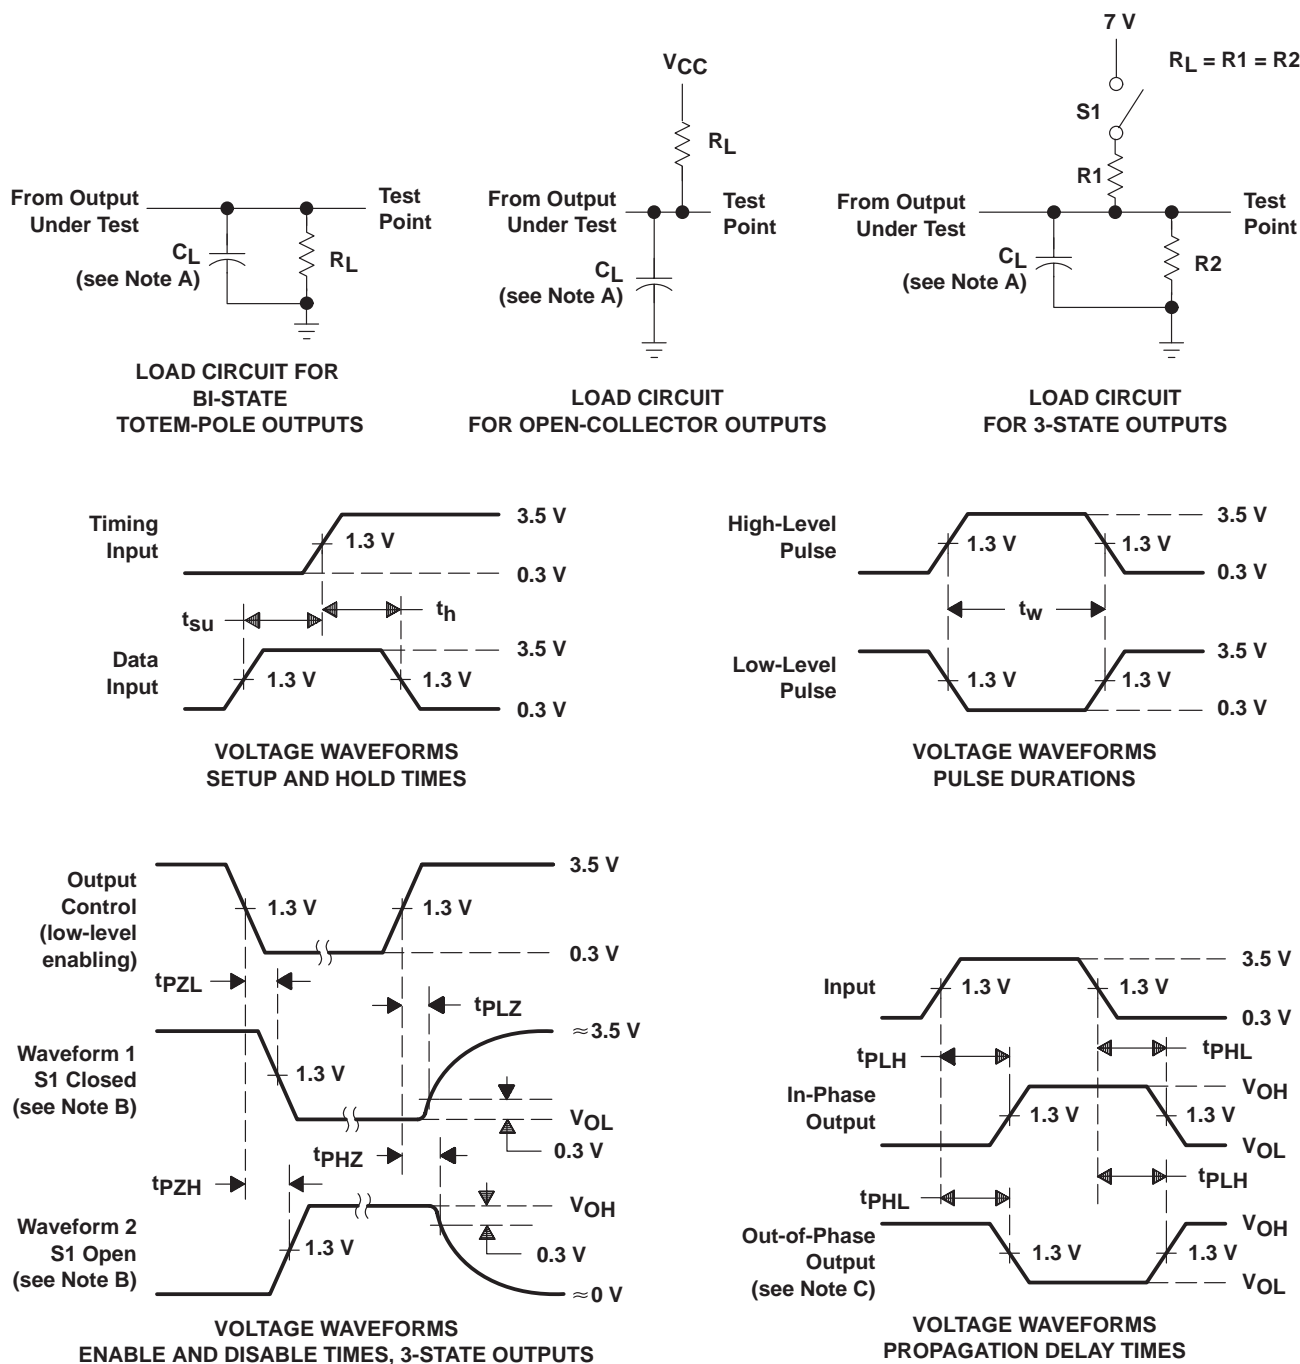 From Output
Under Test
Test
Point
CL
(see Note A)
RL
LOAD CIRCUIT FOR
BI-STATE
TOTEM-POLE OUTPUTS
VCC
RL
From Output
Under Test
Test
Point
CL
(see Note A)
LOAD CIRCUIT
FOR OPEN-COLLECTOR OUTPUTS
7 V
RL = R1 = R2
S1
R1
From Output
Under Test
Test
Point
CL
(see Note A)
R2
LOAD CIRCUIT
FOR 3-STATE OUTPUTS
Timing
Input
1.3 V
3.5 V
0.3 V
tsu
th
Data
Input
1.3 V
1.3 V
3.5 V
0.3 V
VOLTAGE WAVEFORMS
SETUP AND HOLD TIMES
High-Level
Pulse
1.3 V
1.3 V
3.5 V
0.3 V
tw
Low-Level
Pulse
1.3 V
1.3 V
3.5 V
0.3 V
VOLTAGE WAVEFORMS
PULSE DURATIONS
Output
Control
(low-level
enabling)
1.3 V
1.3 V
3.5 V
0.3 V
tPZL
tPLZ
Waveform 1
S1 Closed
(see Note B)
1.3 V
≈3.5 V
VOL
0.3 V
tPHZ
tPZH
Waveform 2
S1 Open
(see Note B)
1.3 V
VOH
0.3 V
≈0 V
VOLTAGE WAVEFORMS
ENABLE AND DISABLE TIMES, 3-STATE OUTPUTS
Input
1.3 V
1.3 V
3.5 V
0.3 V
tPLH
tPHL
In-Phase
Output
1.3 V
1.3 V
VOH
VOL
tPHL
tPLH
Out-of-Phase
Output
(see Note C)
1.3 V
1.3 V
VOH
VOL
VOLTAGE WAVEFORMS
PROPAGATION DELAY TIMES